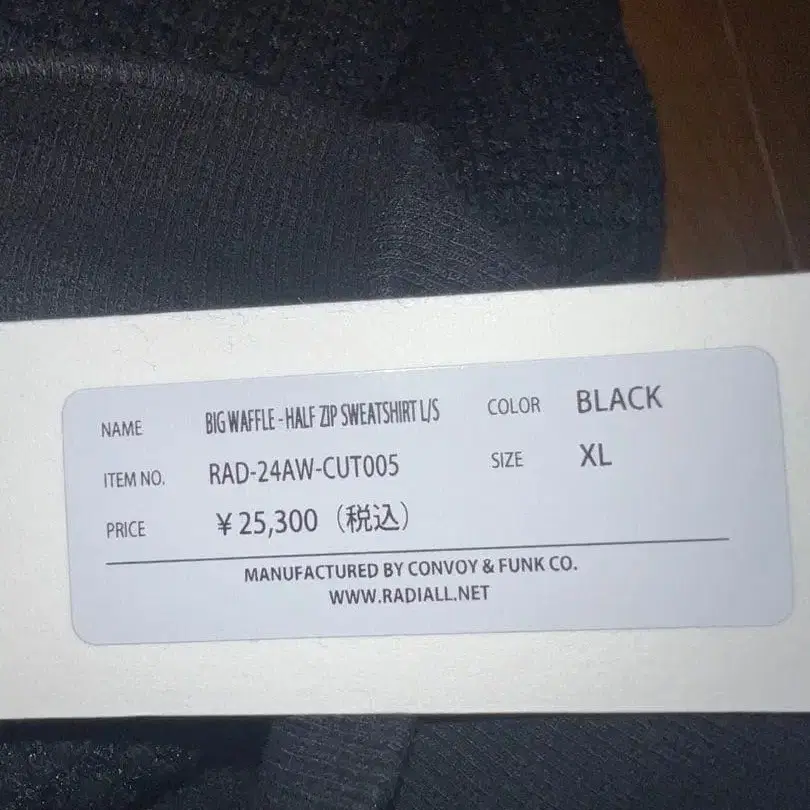 NAME BIG WAFFLE - HALF ZIP SWEATSHIRT L/S COLOR BLACK
ITEM NO. RAD-24AW-CUT005 SIZE XL
PRICE ¥25,300（税込）
MANUFACTURED BY CONVOY & FUNK CO.
WWW.RADIALL.NET